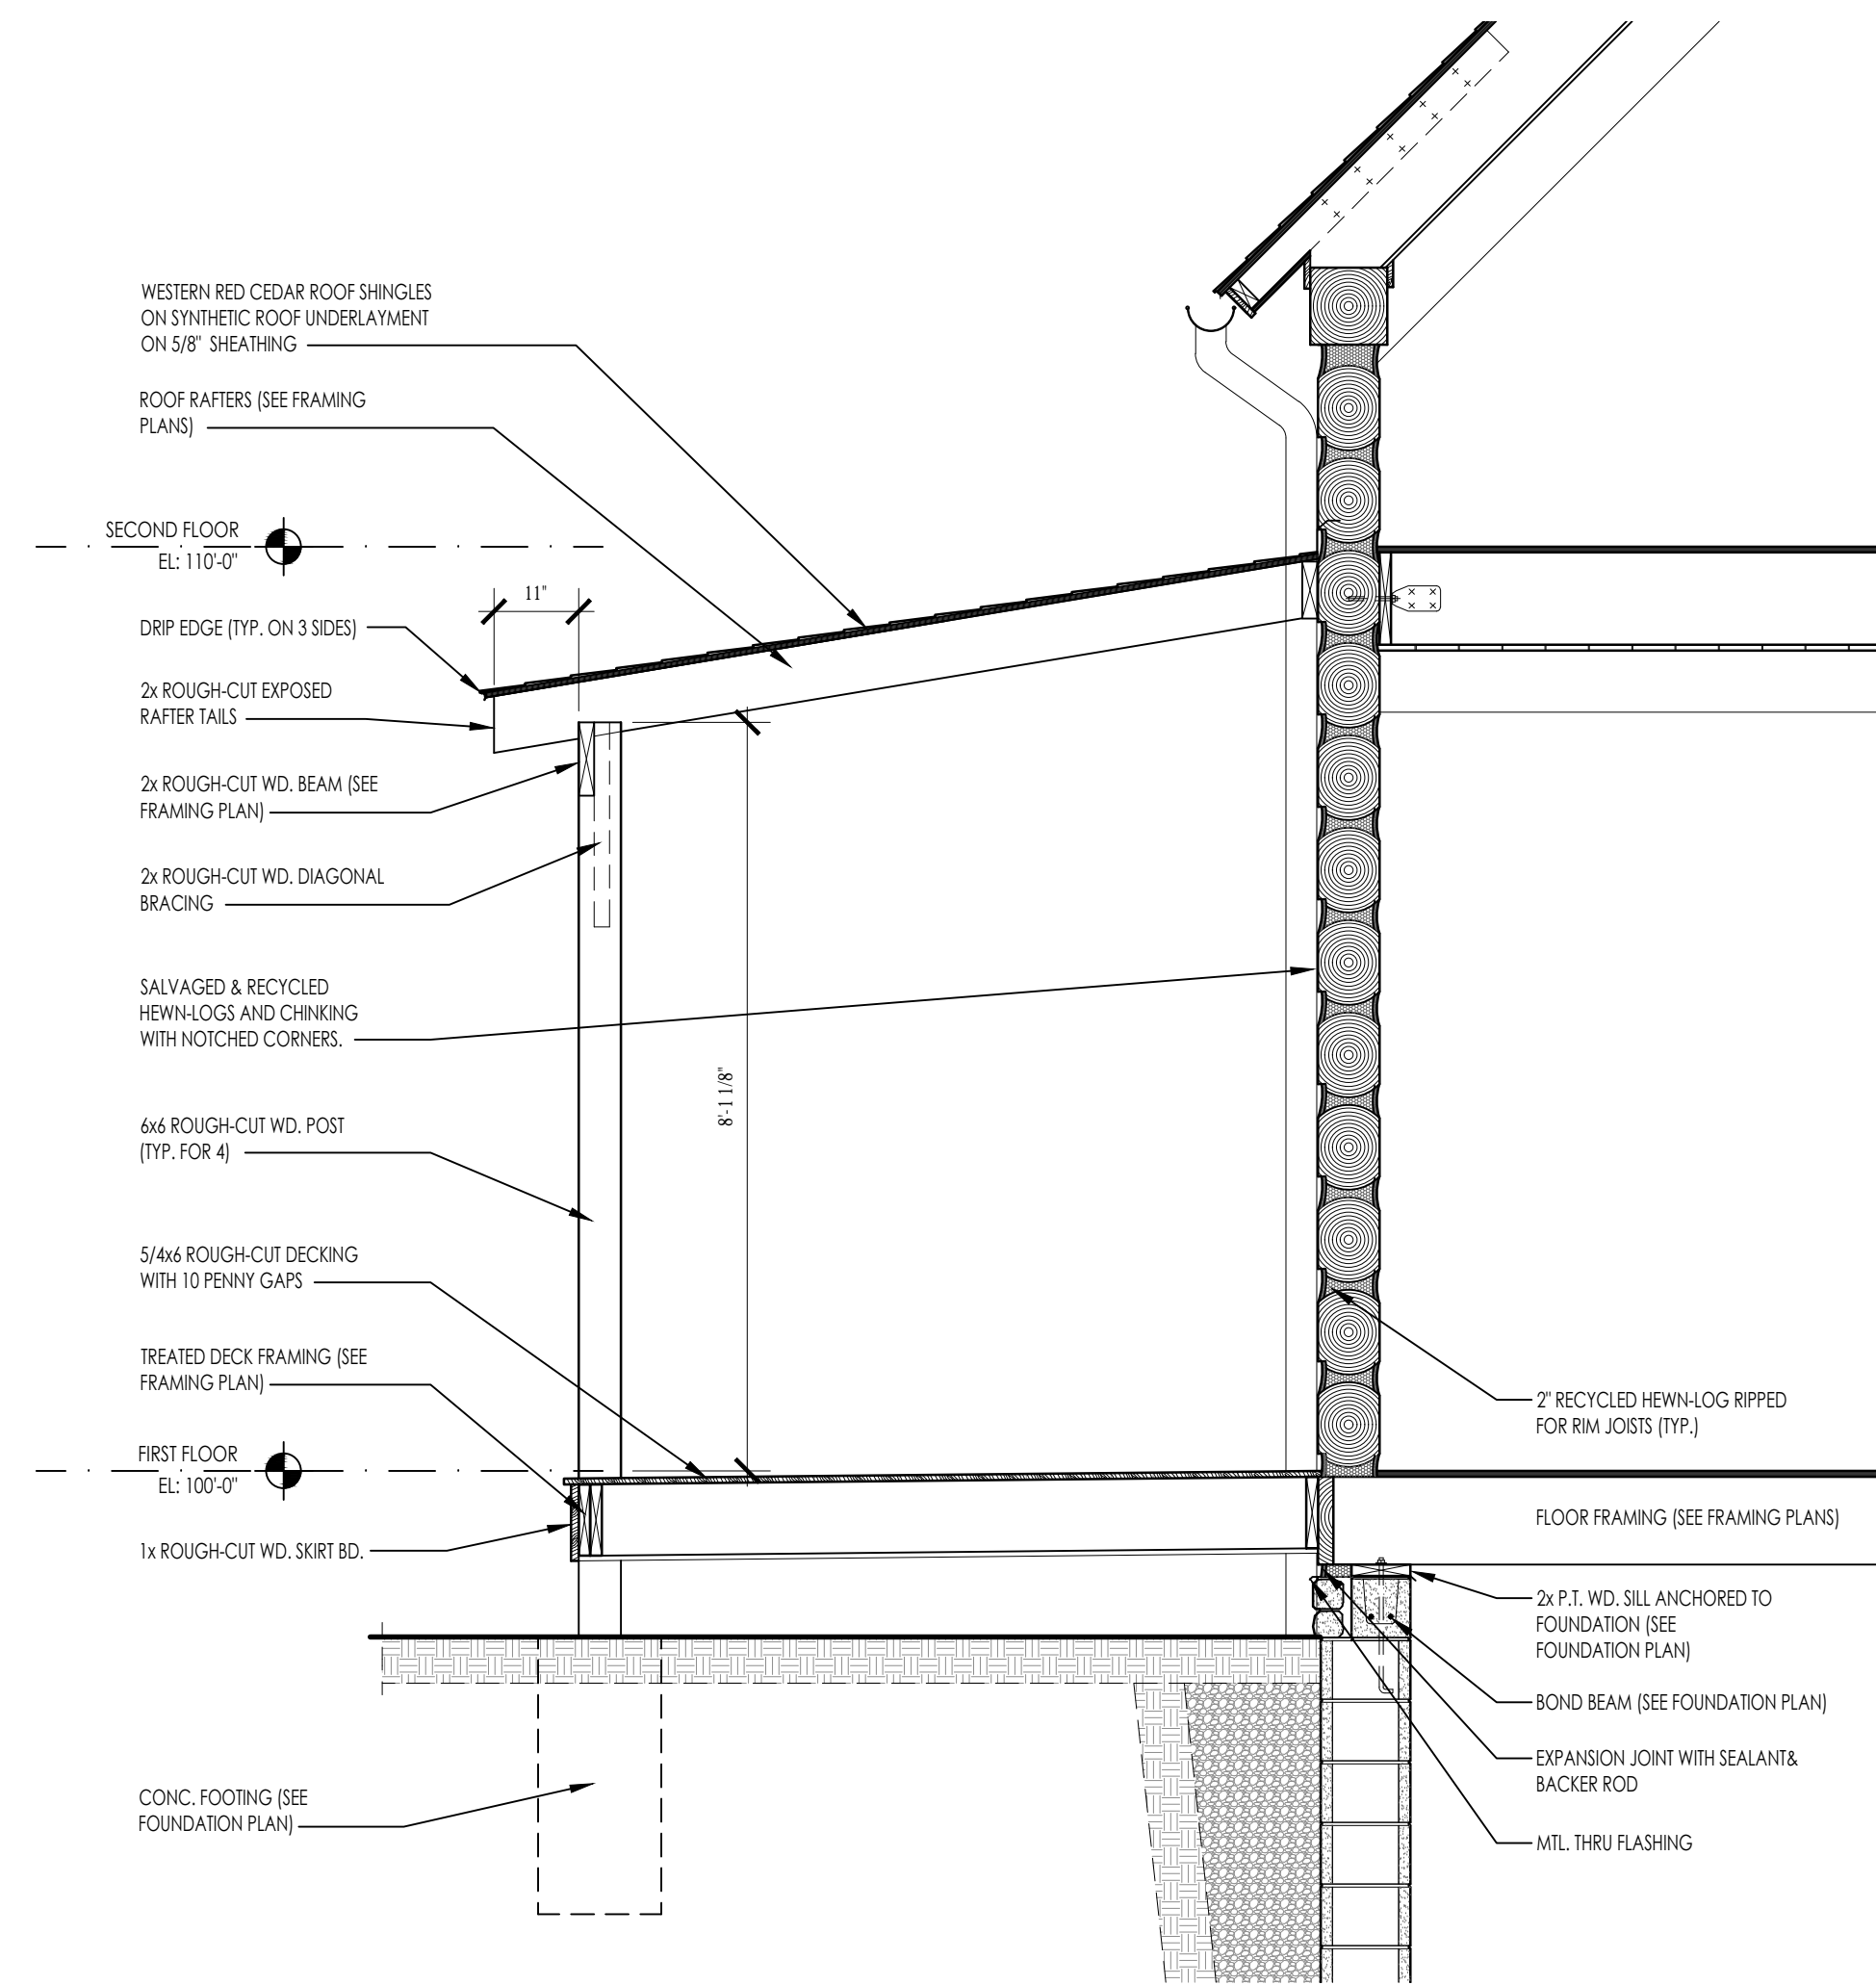 WESTERN RED CEDAR ROOF SHINGLES
ON SYNTHETIC ROOF UNDERLAYMENT
ON 5/8" SHEATHING
ROOF RAFTERS (SEE FRAMING
PLANS)
SECOND FLOOR
EL: 110'-0"
11"
DRIP EDGE (TYP. ON 3 SIDES)
2x ROUGH-CUT EXPOSED
RAFTER TAILS
2x ROUGH-CUT WD. BEAM (SEE
FRAMING PLAN)
2x ROUGH-CUT WD. DIAGONAL
BRACING
SALVAGED & RECYCLED
HEWN-LOGS AND CHINKING
WITH NOTCHED CORNERS.
8'-1 1/8"
6x6 ROUGH-CUT WD. POST
(TYP. FOR 4)
5/4x6 ROUGH-CUT DECKING
WITH 10 PENNY GAPS
TREATED DECK FRAMING (SEE
FRAMING PLAN)
FIRST FLOOR
EL: 100'-0"
1x ROUGH-CUT WD. SKIRT BD.
CONC. FOOTING (SEE
FOUNDATION PLAN)
2" RECYCLED HEWN-LOG RIPPED
FOR RIM JOISTS (TYP.)
FLOOR FRAMING (SEE FRAMING PLANS)
2x P.T. WD. SILL ANCHORED TO
FOUNDATION (SEE
FOUNDATION PLAN)
BOND BEAM (SEE FOUNDATION PLAN)
EXPANSION JOINT WITH SEALANT&
BACKER ROD
MTL. THRU FLASHING